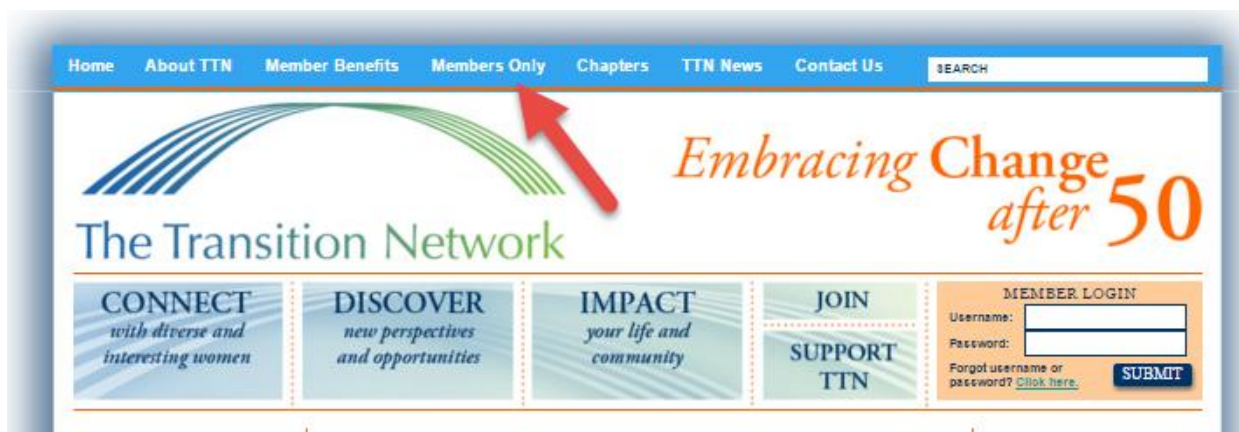 Home About TTN Member Benefits Members Only Chapters TTN News Contact Us SEARCH
Embracing Change
after 50
The Transition Network
CONNECT
with diverse and
interesting women
DISCOVER
new perspectives
and opportunities
IMPACT
your life and
community
JOIN
SUPPORT
TTN
MEMBER LOGIN
Username:
Password:
Forgot username or
password? Click here.
SUBMIT